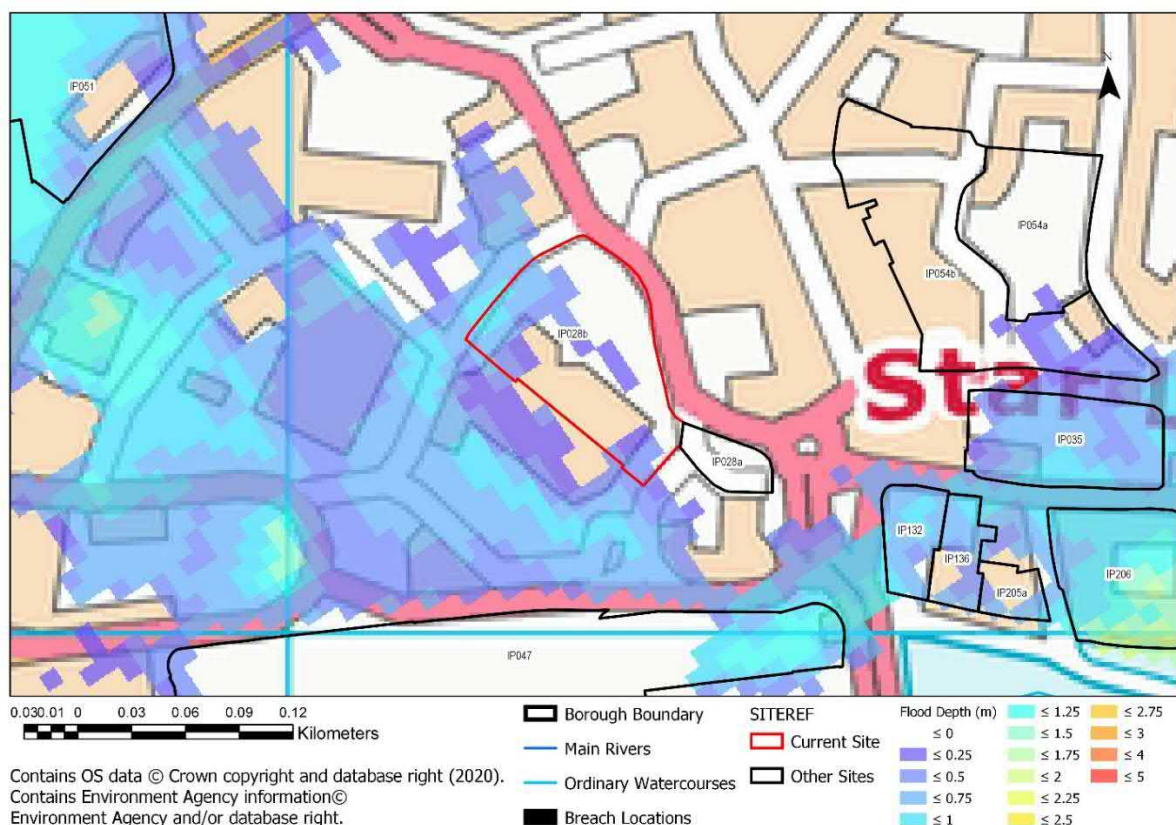 N
IP051
IP054a
IP054b
IP028b
IP028a
Star
IP035
IP132
IP136
IP205a
IP206
IP047
0.030.01 0 0.03 0.06 0.09 0.12
Kilometers
Contains OS data © Crown copyright and database right (2020).
Contains Environment Agency information©
Environment Agency and/or database right.
Borough Boundary
Main Rivers
Ordinary Watercourses
Breach Locations
SITEREF
Current Site
Other Sites
Flood Depth (m)
≤ 0
≤ 0.25
≤ 0.5
≤ 0.75
≤ 1
≤ 1.25
≤ 1.5
≤ 1.75
≤ 2
≤ 2.25
≤ 2.5
≤ 2.75
≤ 3
≤ 4
≤ 5